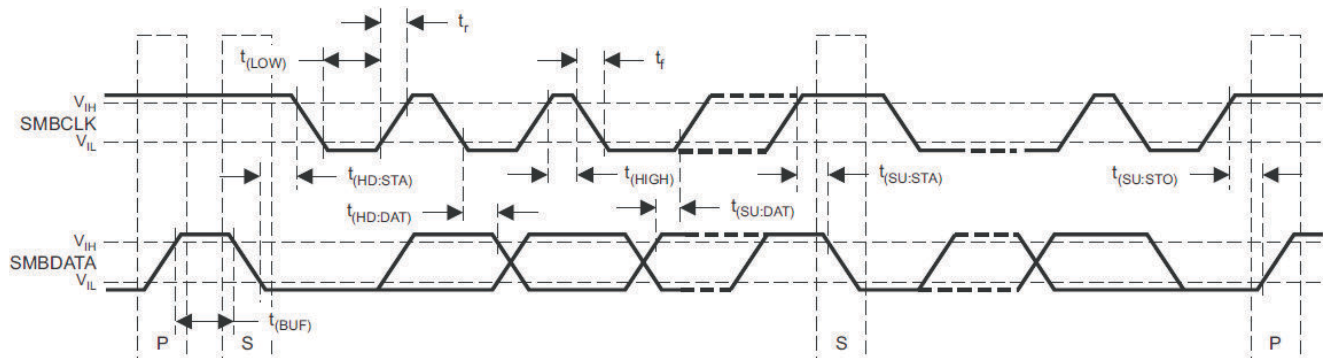 t(LOW)
tr
tf
VIH
SMBCLK
VIL
t(HD:STA)
t(HIGH)
t(SU:STA)
t(SU:STO)
t(HD:DAT)
t(SU:DAT)
VIH
SMBDATA
VIL
t(BUF)
P S S P